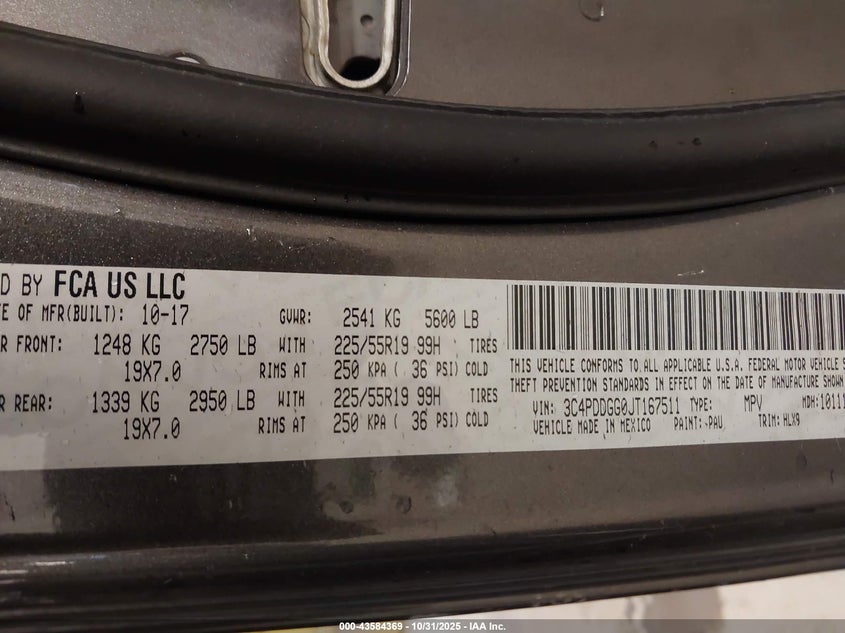 D BY FCA US LLC
TE OF MFR(BUILT): 10-17 GVWR: 2541 KG 5600 LB
R FRONT: 1248 KG 2750 LB WITH 225/55R19 99H TIRES
19X7.0 RIMS AT 250 KPA ( 36 PSI) COLD
R REAR: 1339 KG 2950 LB WITH 225/55R19 99H TIRES
19X7.0 RIMS AT 250 KPA ( 36 PSI) COLD
THIS VEHICLE CONFORMS TO ALL APPLICABLE U.S.A. FEDERAL MOTOR VEHICLE S
THEFT PREVENTION STANDARDS IN EFFECT ON THE DATE OF MANUFACTURE SHOWN
VIN: 3C4PDDGG0JT167511 TYPE: MPV MDH:10111
VEHICLE MADE IN MEXICO PAINT: PAU TRIM: HLX9
000-43584369 | 10/31/2025 - IAA Inc.